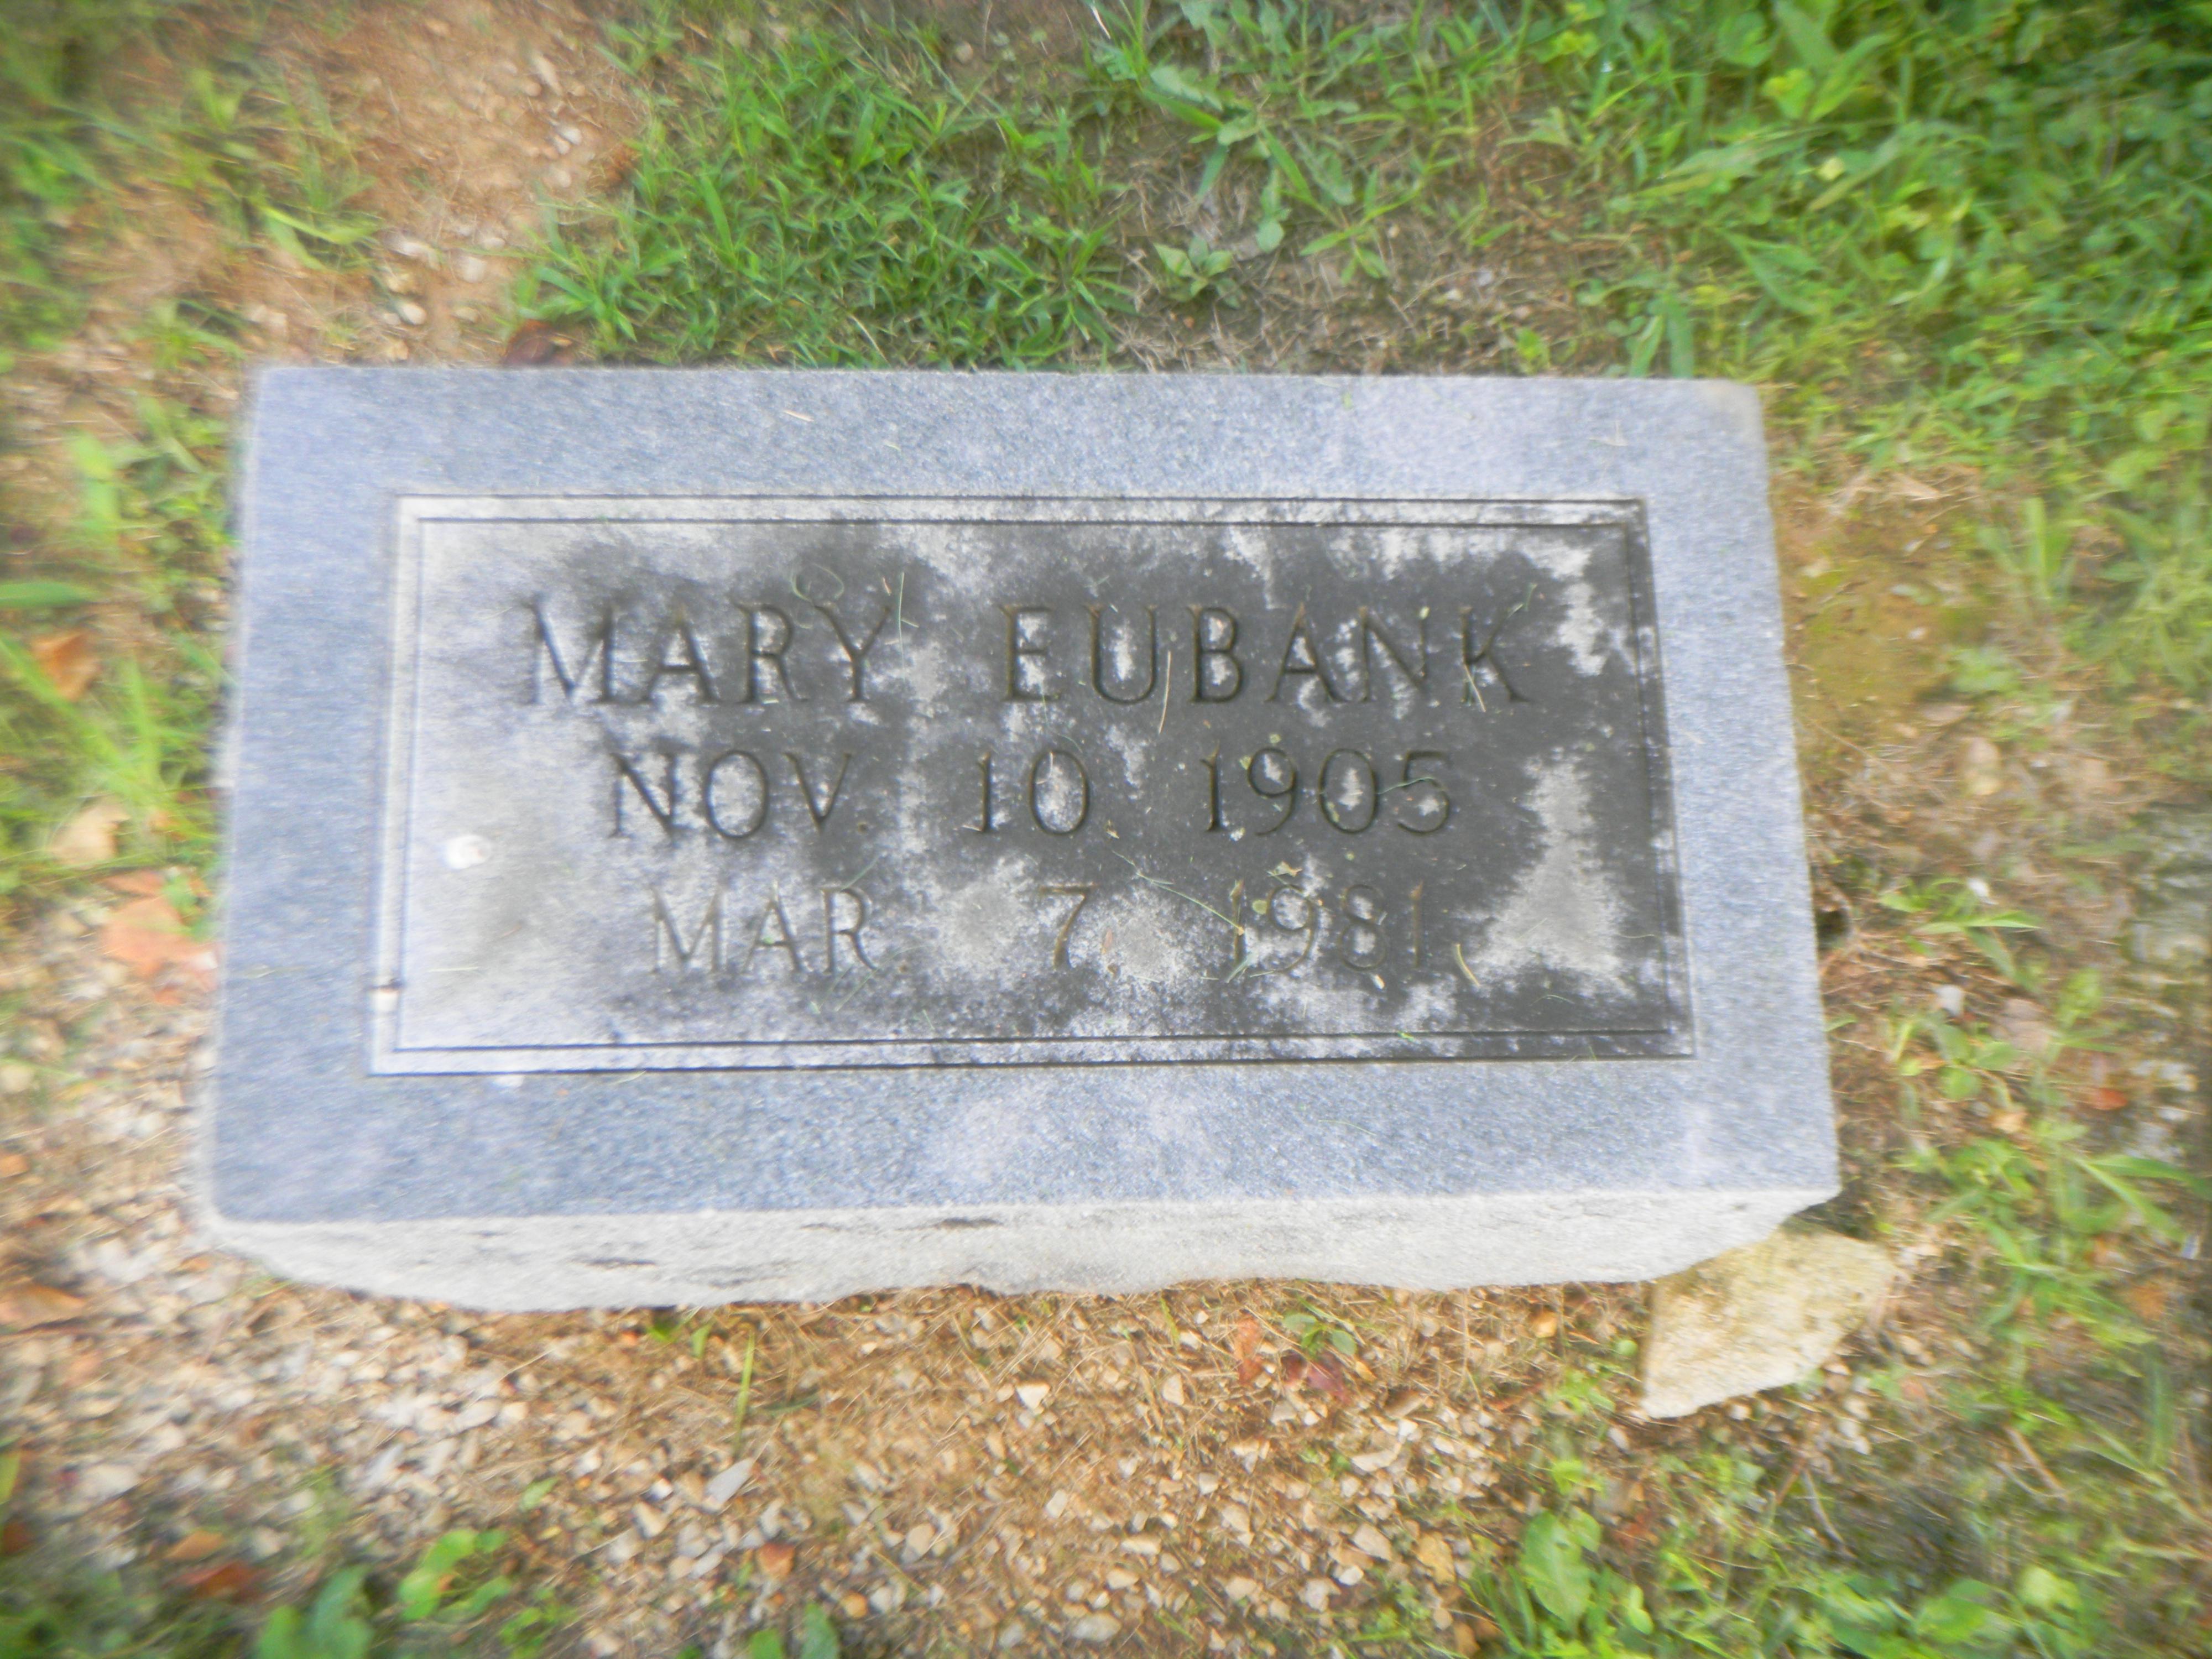 MARY EUBANK
NOV. 10, 1905
MAR. 7, 1981